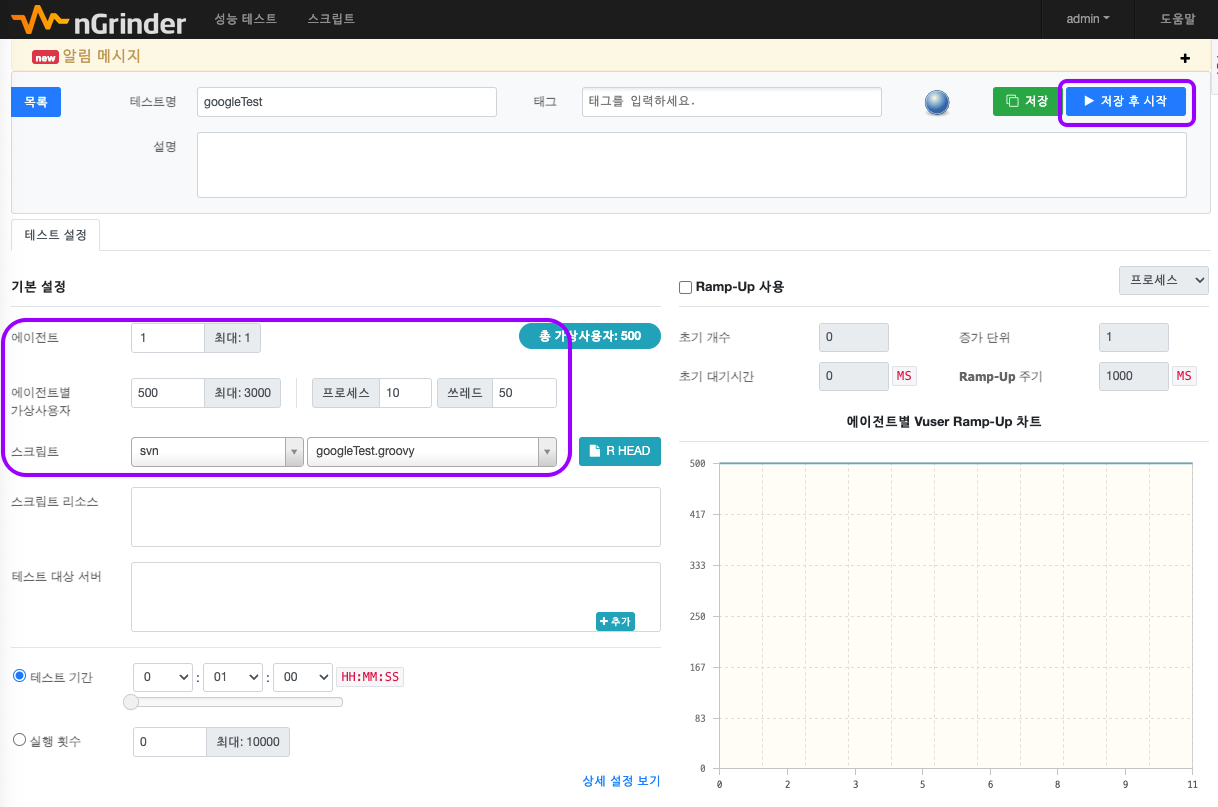 nGrinder 성능 테스트 스크립트 admin 도움말
new 알림 메시지 +
목록 테스트명 googleTest 태그 태그를 입력하세요. 저장 저장 후 시작
설명
테스트 설정
기본 설정
에이전트 1 최대: 1 총 가상사용자: 500
에이전트별
가상사용자
500 최대: 3000 프로세스 10 쓰레드 50
스크립트 svn googleTest.groovy R HEAD
스크립트 리소스
테스트 대상 서버
+ 추가
테스트 기간 0 : 01 : 00 HH:MM:SS
실행 횟수 0 최대: 10000
상세 설정 보기
Ramp-Up 사용 프로세스
초기 개수 0 증가 단위 1
초기 대기시간 0 MS Ramp-Up 주기 1000 MS
에이전트별 Vuser Ramp-Up 차트
500
417
333
250
167
83
0
0 2 3 5 6 8 9 11